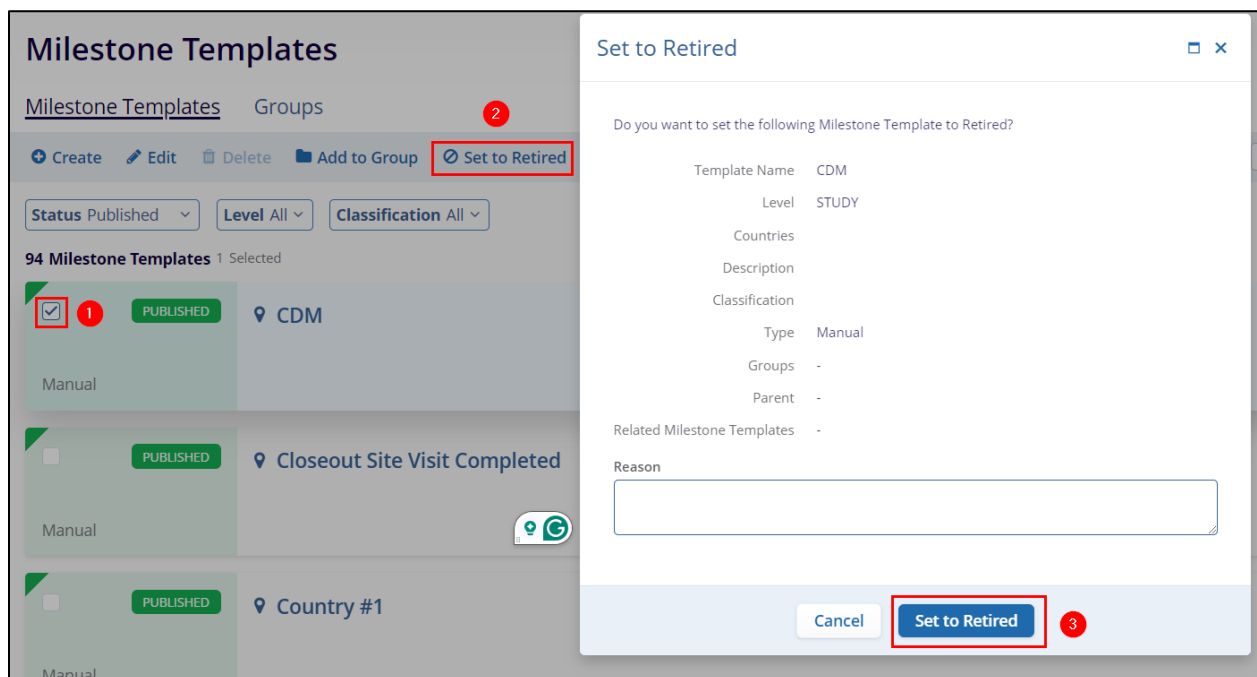 Milestone Templates
Milestone Templates Groups
2
Create Edit Delete Add to Group Set to Retired
Status Published Level All Classification All
94 Milestone Templates 1 Selected
1
PUBLISHED
CDM
Manual
PUBLISHED
Closeout Site Visit Completed
Manual
G
PUBLISHED
Country #1
Manual
Set to Retired
Do you want to set the following Milestone Template to Retired?
Template Name CDM
Level STUDY
Countries
Description
Classification
Type Manual
Groups -
Parent -
Related Milestone Templates -
Reason
Cancel Set to Retired
3